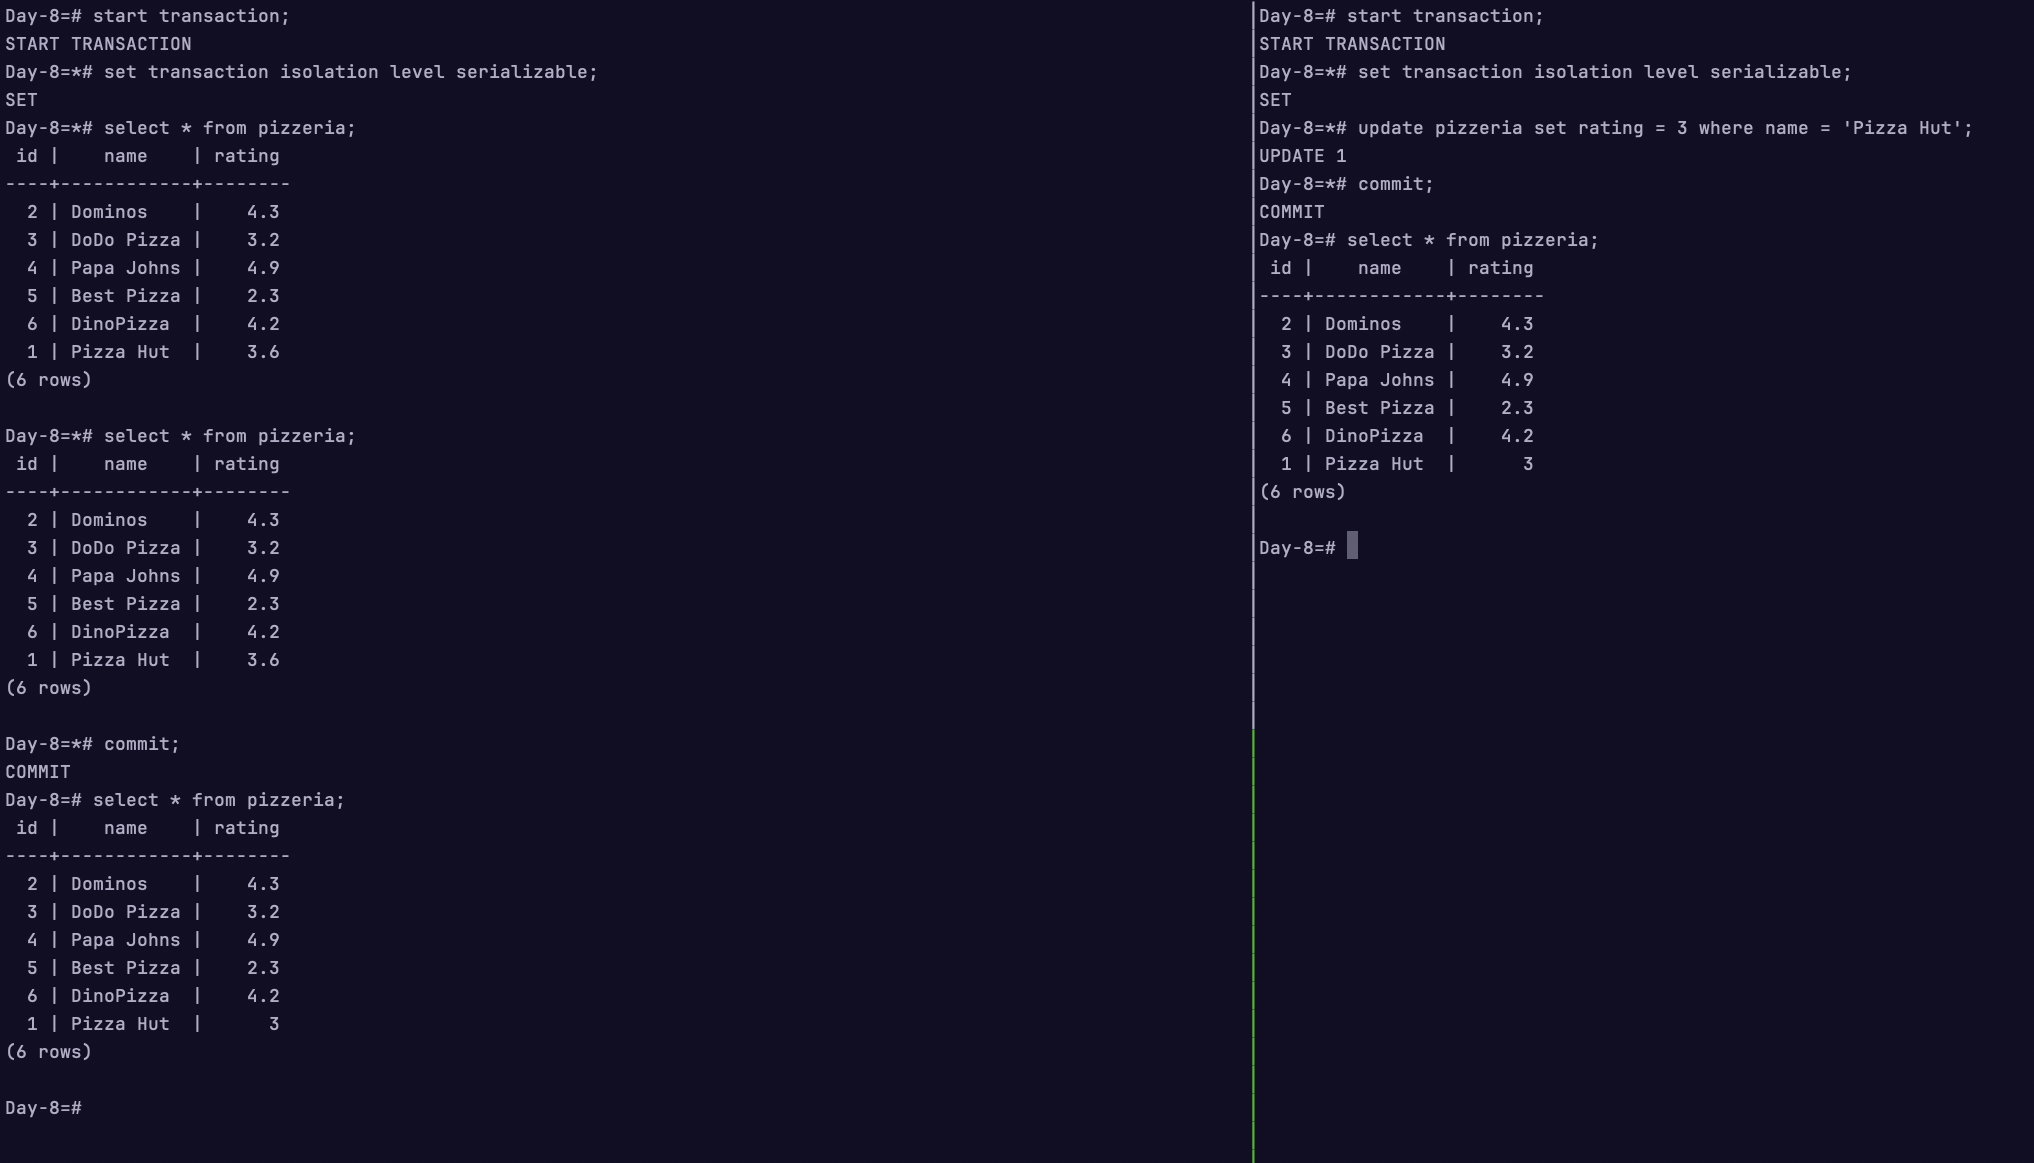 Day-8=# start transaction;
START TRANSACTION
Day-8=*# set transaction isolation level serializable;
SET
Day-8=*# select * from pizzeria;
 id |    name    | rating
----+------------+--------
  2 | Dominos    |    4.3
  3 | DoDo Pizza |    3.2
  4 | Papa Johns |    4.9
  5 | Best Pizza |    2.3
  6 | DinoPizza  |    4.2
  1 | Pizza Hut  |    3.6
(6 rows)

Day-8=*# select * from pizzeria;
 id |    name    | rating
----+------------+--------
  2 | Dominos    |    4.3
  3 | DoDo Pizza |    3.2
  4 | Papa Johns |    4.9
  5 | Best Pizza |    2.3
  6 | DinoPizza  |    4.2
  1 | Pizza Hut  |    3.6
(6 rows)

Day-8=*# commit;
COMMIT
Day-8=# select * from pizzeria;
 id |    name    | rating
----+------------+--------
  2 | Dominos    |    4.3
  3 | DoDo Pizza |    3.2
  4 | Papa Johns |    4.9
  5 | Best Pizza |    2.3
  6 | DinoPizza  |    4.2
  1 | Pizza Hut  |      3
(6 rows)

Day-8=#
Day-8=# start transaction;
START TRANSACTION
Day-8=*# set transaction isolation level serializable;
SET
Day-8=*# update pizzeria set rating = 3 where name = 'Pizza Hut';
UPDATE 1
Day-8=*# commit;
COMMIT
Day-8=# select * from pizzeria;
 id |    name    | rating
----+------------+--------
  2 | Dominos    |    4.3
  3 | DoDo Pizza |    3.2
  4 | Papa Johns |    4.9
  5 | Best Pizza |    2.3
  6 | DinoPizza  |    4.2
  1 | Pizza Hut  |      3
(6 rows)

Day-8=#